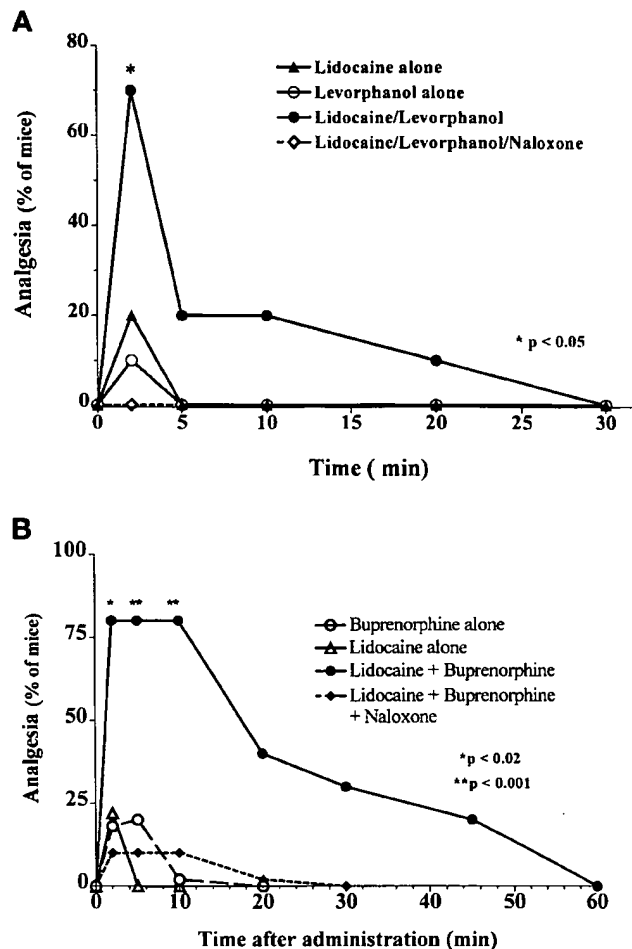 A
80
60
40
20
0
Analgesia (% of mice)
*
Lidocaine alone
Levorphanol alone
Lidocaine/Levorphanol
Lidocaine/Levorphanol/Naloxone
* p < 0.05
0 5 10 15 20 25 30
Time ( min)
B
100
75
50
25
0
Analgesia (% of mice)
* ** **
Buprenorphine alone
Lidocaine alone
Lidocaine + Buprenorphine
Lidocaine + Buprenorphine
+ Naloxone
*p < 0.02
**p < 0.001
0 10 20 30 40 50 60
Time after administration (min)